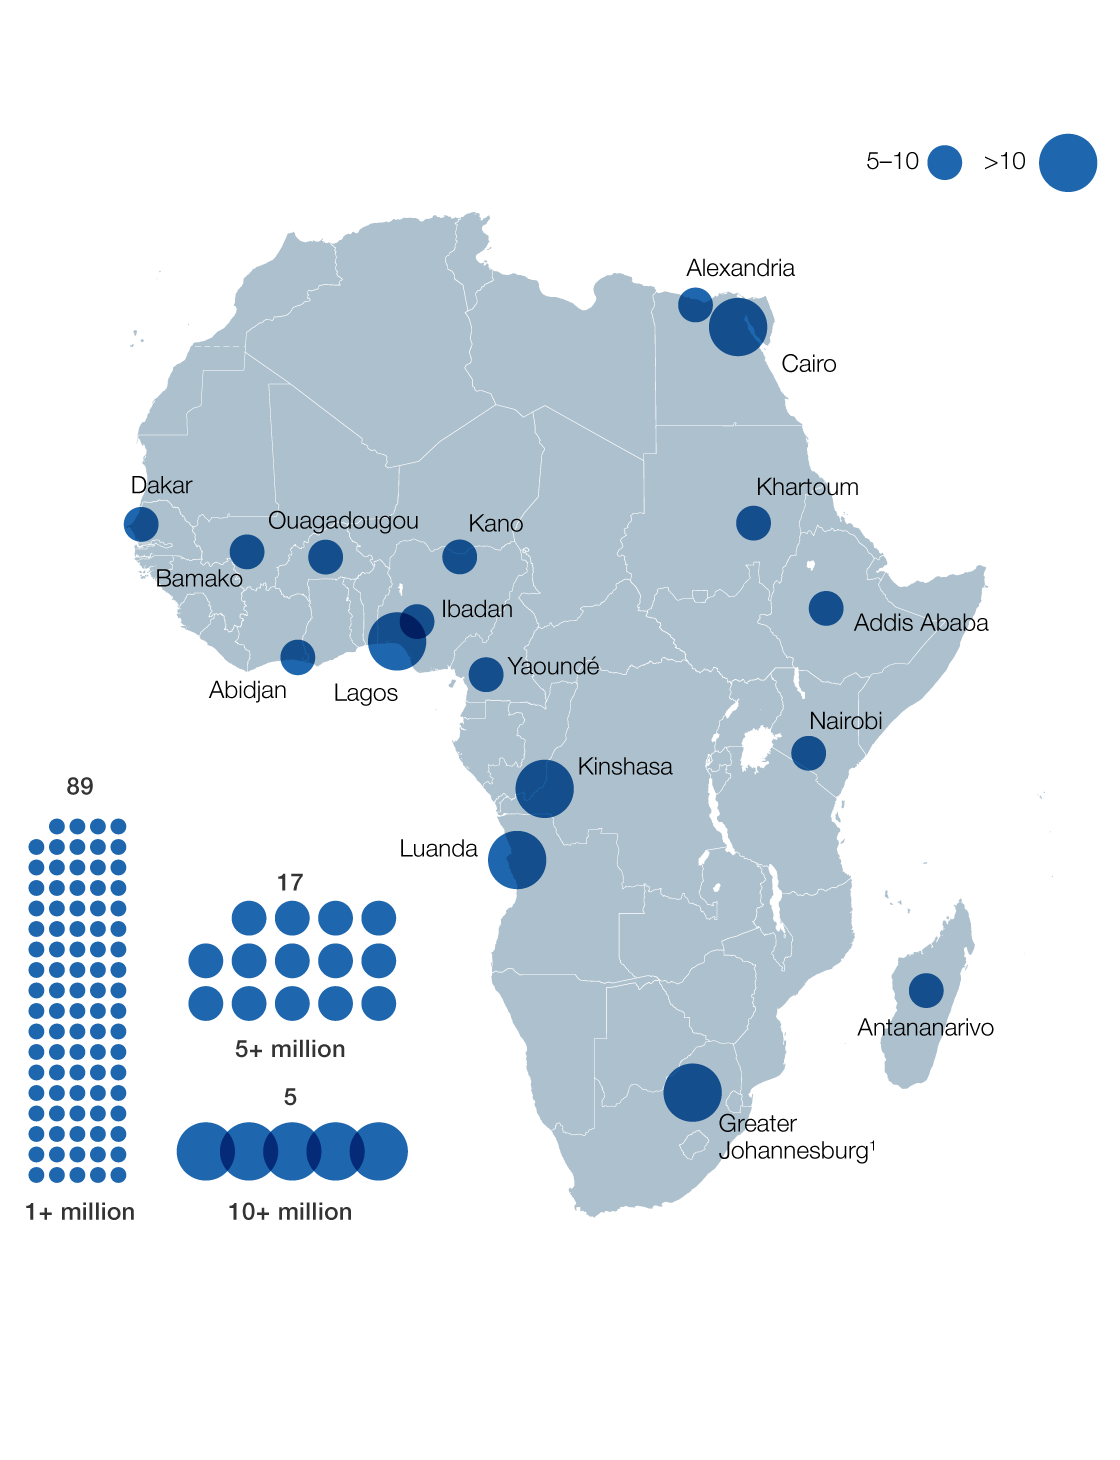 5–10
>10
Alexandria
Cairo
Dakar
Khartoum
Ouagadougou
Kano
Bamako
Ibadan
Addis Ababa
Yaoundé
Abidjan
Lagos
Nairobi
Kinshasa
89
Luanda
17
Antananarivo
5+ million
5
Greater
Johannesburg¹
1+ million
10+ million